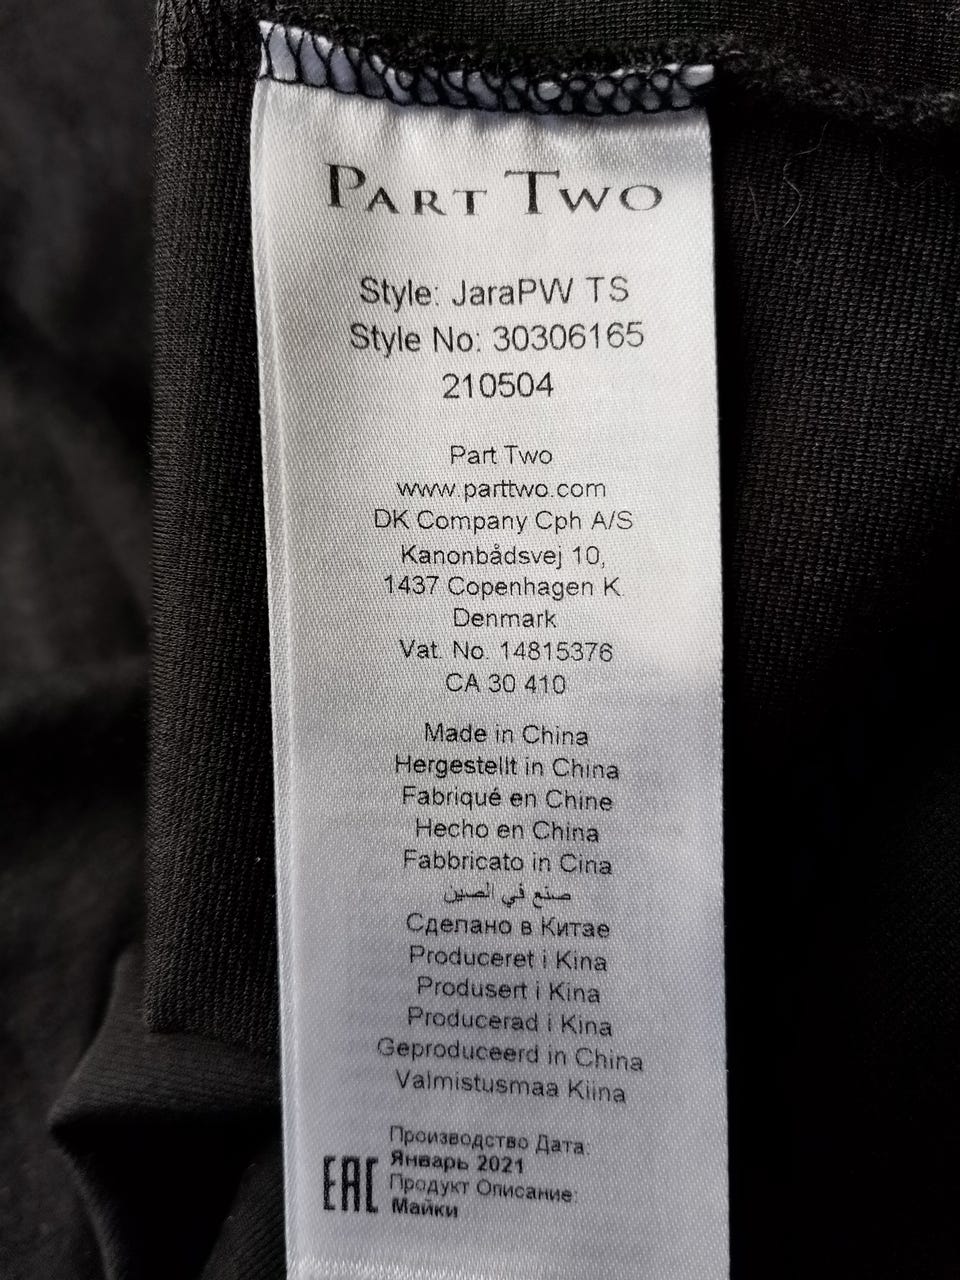 PART TWO
Style: JaraPW TS
Style No: 30306165
210504
Part Two
www.parttwo.com
DK Company Cph A/S
Kanonbådsvej 10,
1437 Copenhagen K
Denmark
Vat. No. 14815376
CA 30 410
Made in China
Hergestellt in China
Fabriqué en Chine
Hecho en China
Fabbricato in Cina
صنع في الصين
Сделано в Китае
Produceret i Kina
Produsert i Kina
Producerad i Kina
Geproduceerd in China
Valmistusmaa Kiina
Производство Дата:
Январь 2021
Продукт Описание:
Майки
EAC